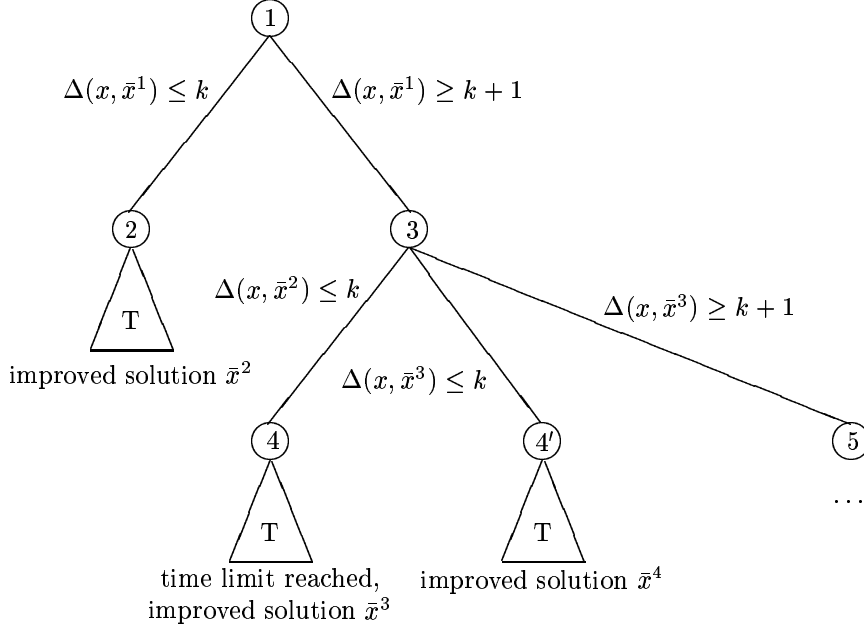 1
Δ(x, x̄¹) ≤ k
Δ(x, x̄¹) ≥ k + 1
2
3
T
improved solution x̄²
Δ(x, x̄²) ≤ k
Δ(x, x̄³) ≥ k + 1
Δ(x, x̄³) ≤ k
4
4′
5
T
T
...
time limit reached,
improved solution x̄³
improved solution x̄⁴